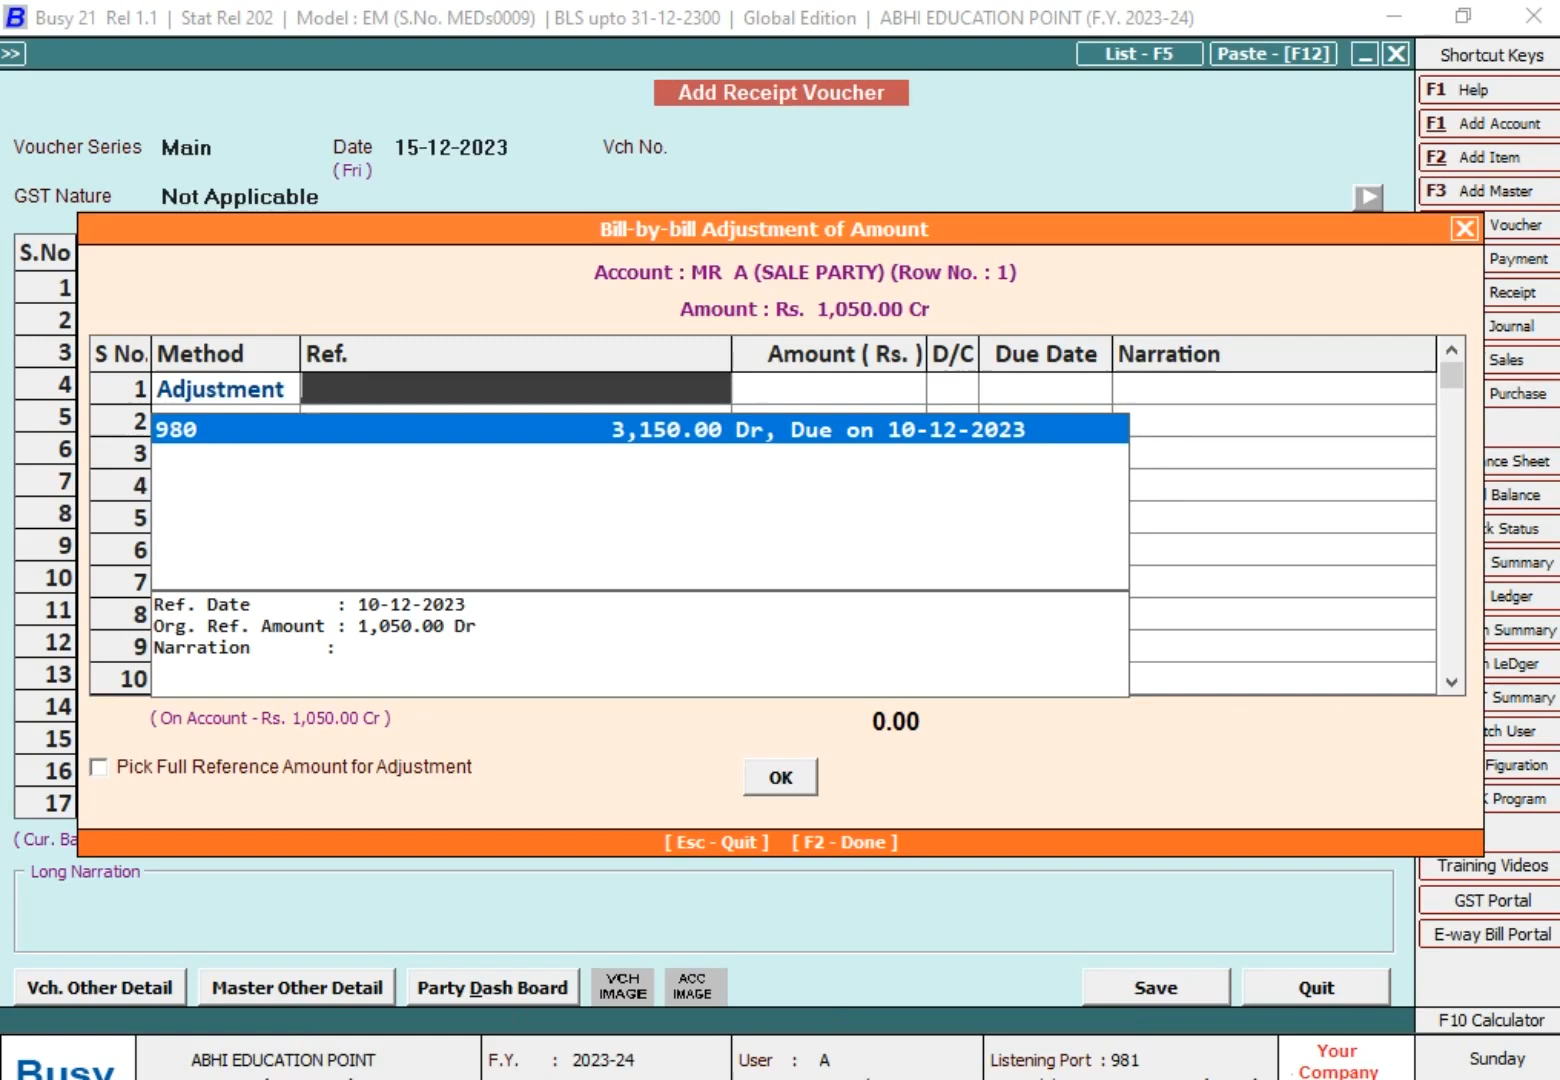 Busy 21 Rel 1.1 | Stat Rel 202 | Model : EM (S.No. MEDs0009) | BLS upto 31-12-2300 | Global Edition | ABHI EDUCATION POINT (F.Y. 2023-24)
>> List - F5 Paste - [F12] Shortcut Keys
Add Receipt Voucher
F1 Help
F1 Add Account
F2 Add Item
F3 Add Master
Voucher
Payment
Receipt
Journal
Sales
Purchase
nce Sheet
Balance
k Status
Summary
Ledger
Summary
LeDger
Summary
tch User
Figuration
Program
Training Videos
GST Portal
E-way Bill Portal
F10 Calculator
Sunday
Voucher Series Main Date 15-12-2023 Vch No.
( Fri )
GST Nature Not Applicable
S.No
1
2
3
4
5
6
7
8
9
10
11
12
13
14
15
16
17
Bill-by-bill Adjustment of Amount
Account : MR A (SALE PARTY) (Row No. : 1)
Amount : Rs. 1,050.00 Cr
S No. Method Ref. Amount ( Rs. ) D/C Due Date Narration
1 Adjustment
2 980 3,150.00 Dr, Due on 10-12-2023
3
4
5
6
7
8 Ref. Date : 10-12-2023
Org. Ref. Amount : 1,050.00 Dr
9 Narration :
10
( On Account - Rs. 1,050.00 Cr ) 0.00
Pick Full Reference Amount for Adjustment OK
[ Esc - Quit ] [ F2 - Done ]
( Cur. Ba
Long Narration
Vch. Other Detail Master Other Detail Party Dash Board VCH IMAGE ACC IMAGE Save Quit
Busy ABHI EDUCATION POINT F.Y. : 2023-24 User : A Listening Port : 981 Your
Company